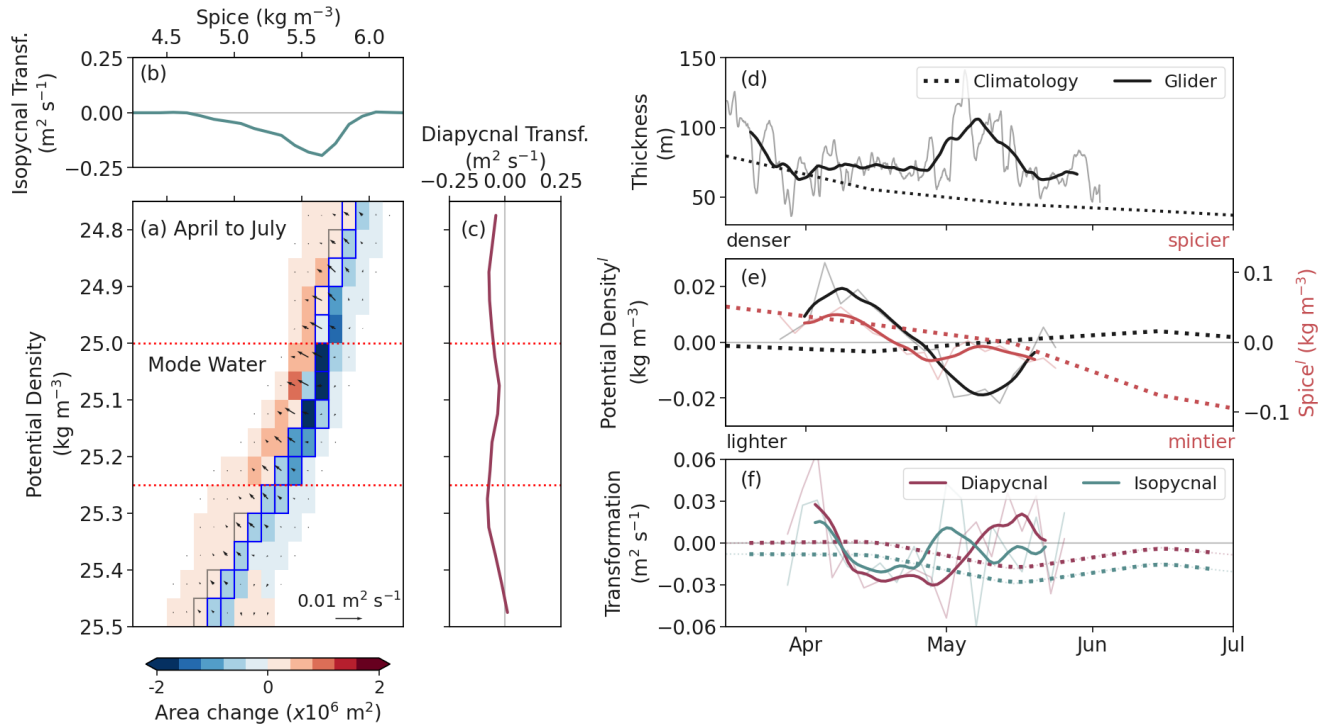 Spice (kg m⁻³)
4.5 5.0 5.5 6.0
Isopycnal Transf.
(m² s⁻¹)
0.25
0.00
−0.25
(b)
Diapycnal Transf.
(m² s⁻¹)
−0.25 0.00 0.25
(a) April to July
Mode Water
0.01 m² s⁻¹
Potential Density
(kg m⁻³)
24.8
24.9
25.0
25.1
25.2
25.3
25.4
25.5
(c)
-2 0 2
Area change (x10⁶ m²)
(d)
Climatology Glider
Thickness
(m)
150
100
50
denser spicier
(e)
Potential Densityᴵ
(kg m⁻³)
0.02
0.00
−0.02
0.1
0.0
−0.1
Spiceᴵ (kg m⁻³)
lighter mintier
(f)
Diapycnal Isopycnal
Transformation
(m² s⁻¹)
0.06
0.03
0.00
−0.03
−0.06
Apr May Jun Jul